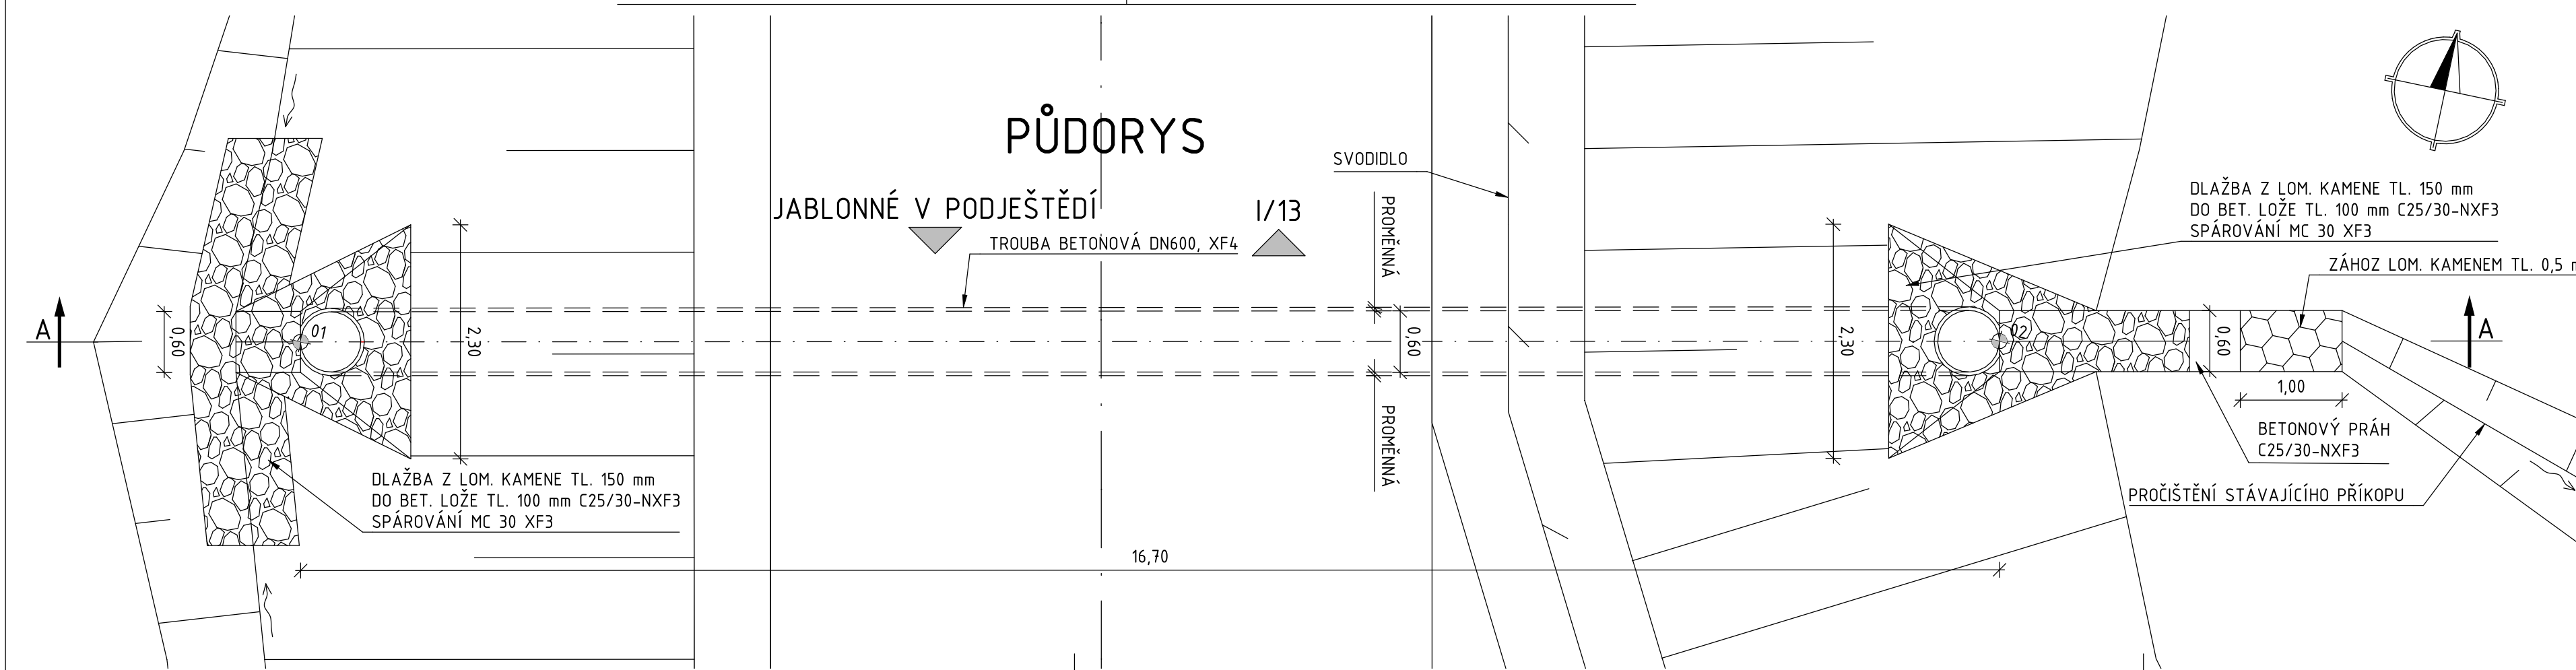 PŮDORYS
SVODIDLO
JABLONNÉ V PODJEŠTĚDÍ
I/13
TROUBA BETONOVÁ DN600, XF4
PROMĚNNÁ
DLAŽBA Z LOM. KAMENE TL. 150 mm
DO BET. LOŽE TL. 100 mm C25/30-NXF3
SPÁROVÁNÍ MC 30 XF3
ZÁHOZ LOM. KAMENEM TL. 0,5
A
0,60
01
2,30
0,60
2,30
02
0,60
A
1,00
PROMĚNNÁ
BETONOVÝ PRÁH
C25/30-NXF3
DLAŽBA Z LOM. KAMENE TL. 150 mm
DO BET. LOŽE TL. 100 mm C25/30-NXF3
SPÁROVÁNÍ MC 30 XF3
PROČIŠTĚNÍ STÁVAJÍCÍHO PŘÍKOPU
16,70